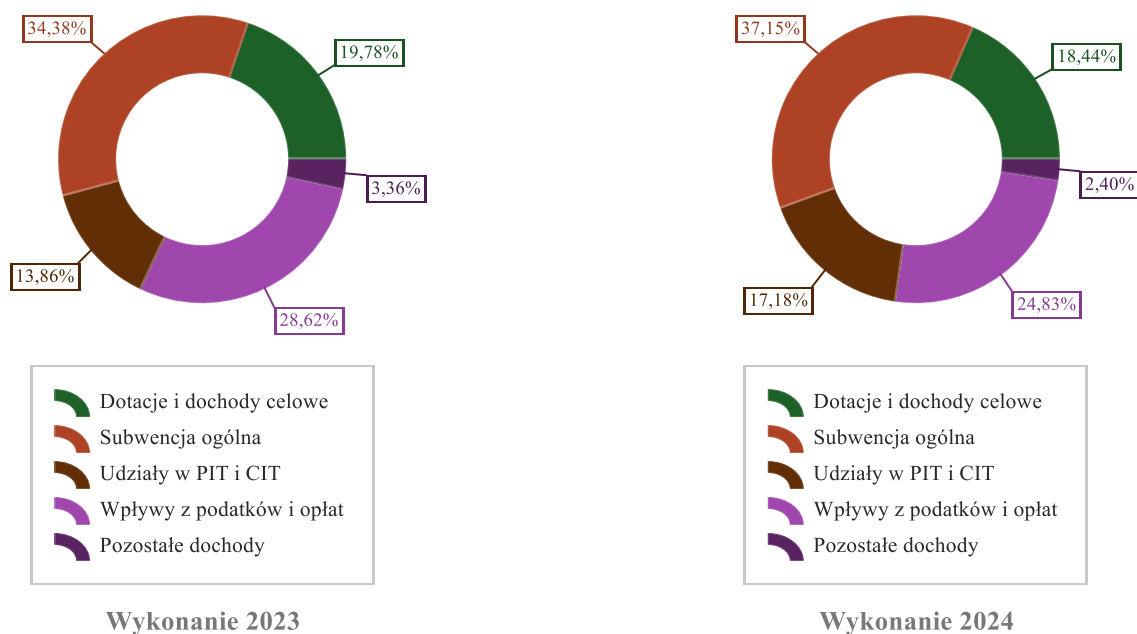 34,38%
19,78%
3,36%
13,86%
28,62%
Dotacje i dochody celowe
Subwencja ogólna
Udziały w PIT i CIT
Wpływy z podatków i opłat
Pozostałe dochody
Wykonanie 2023
37,15%
18,44%
2,40%
17,18%
24,83%
Dotacje i dochody celowe
Subwencja ogólna
Udziały w PIT i CIT
Wpływy z podatków i opłat
Pozostałe dochody
Wykonanie 2024